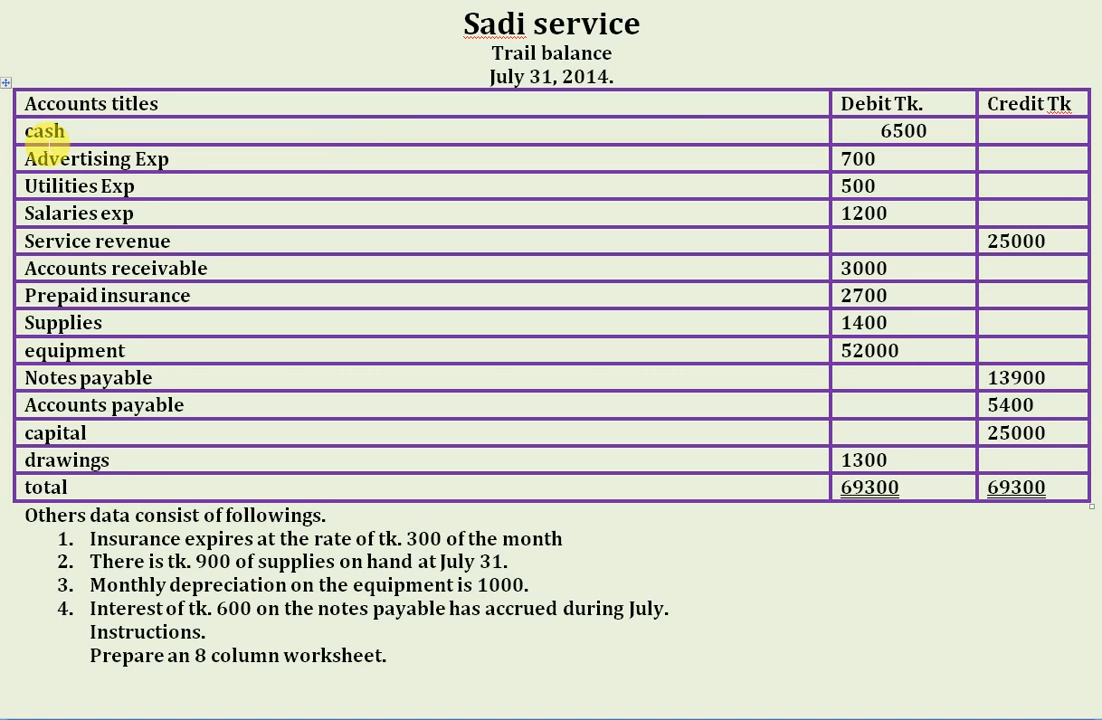 Sadi service
Trail balance
July 31, 2014.
Accounts titles Debit Tk. Credit Tk
cash 6500
Advertising Exp 700
Utilities Exp 500
Salaries exp 1200
Service revenue 25000
Accounts receivable 3000
Prepaid insurance 2700
Supplies 1400
equipment 52000
Notes payable 13900
Accounts payable 5400
capital 25000
drawings 1300
total 69300 69300
Others data consist of followings.
1. Insurance expires at the rate of tk. 300 of the month
2. There is tk. 900 of supplies on hand at July 31.
3. Monthly depreciation on the equipment is 1000.
4. Interest of tk. 600 on the notes payable has accrued during July.
Instructions.
Prepare an 8 column worksheet.